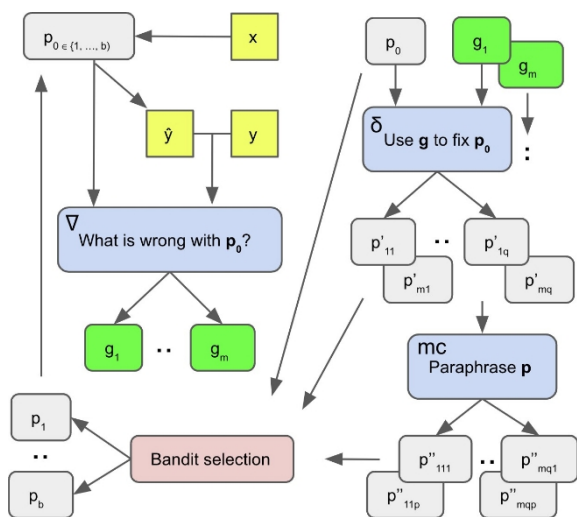 p0 ∈ {1, …, b)
x
ŷ
y
∇
What is wrong with p0?
g1
..
gm
p1
..
pb
Bandit selection
p0
g1
gm
δ
Use g to fix p0
:
p'11
..
p'1q
p'm1
p'mq
mc
Paraphrase p
p''111
..
p''mq1
p''11p
p''mqp